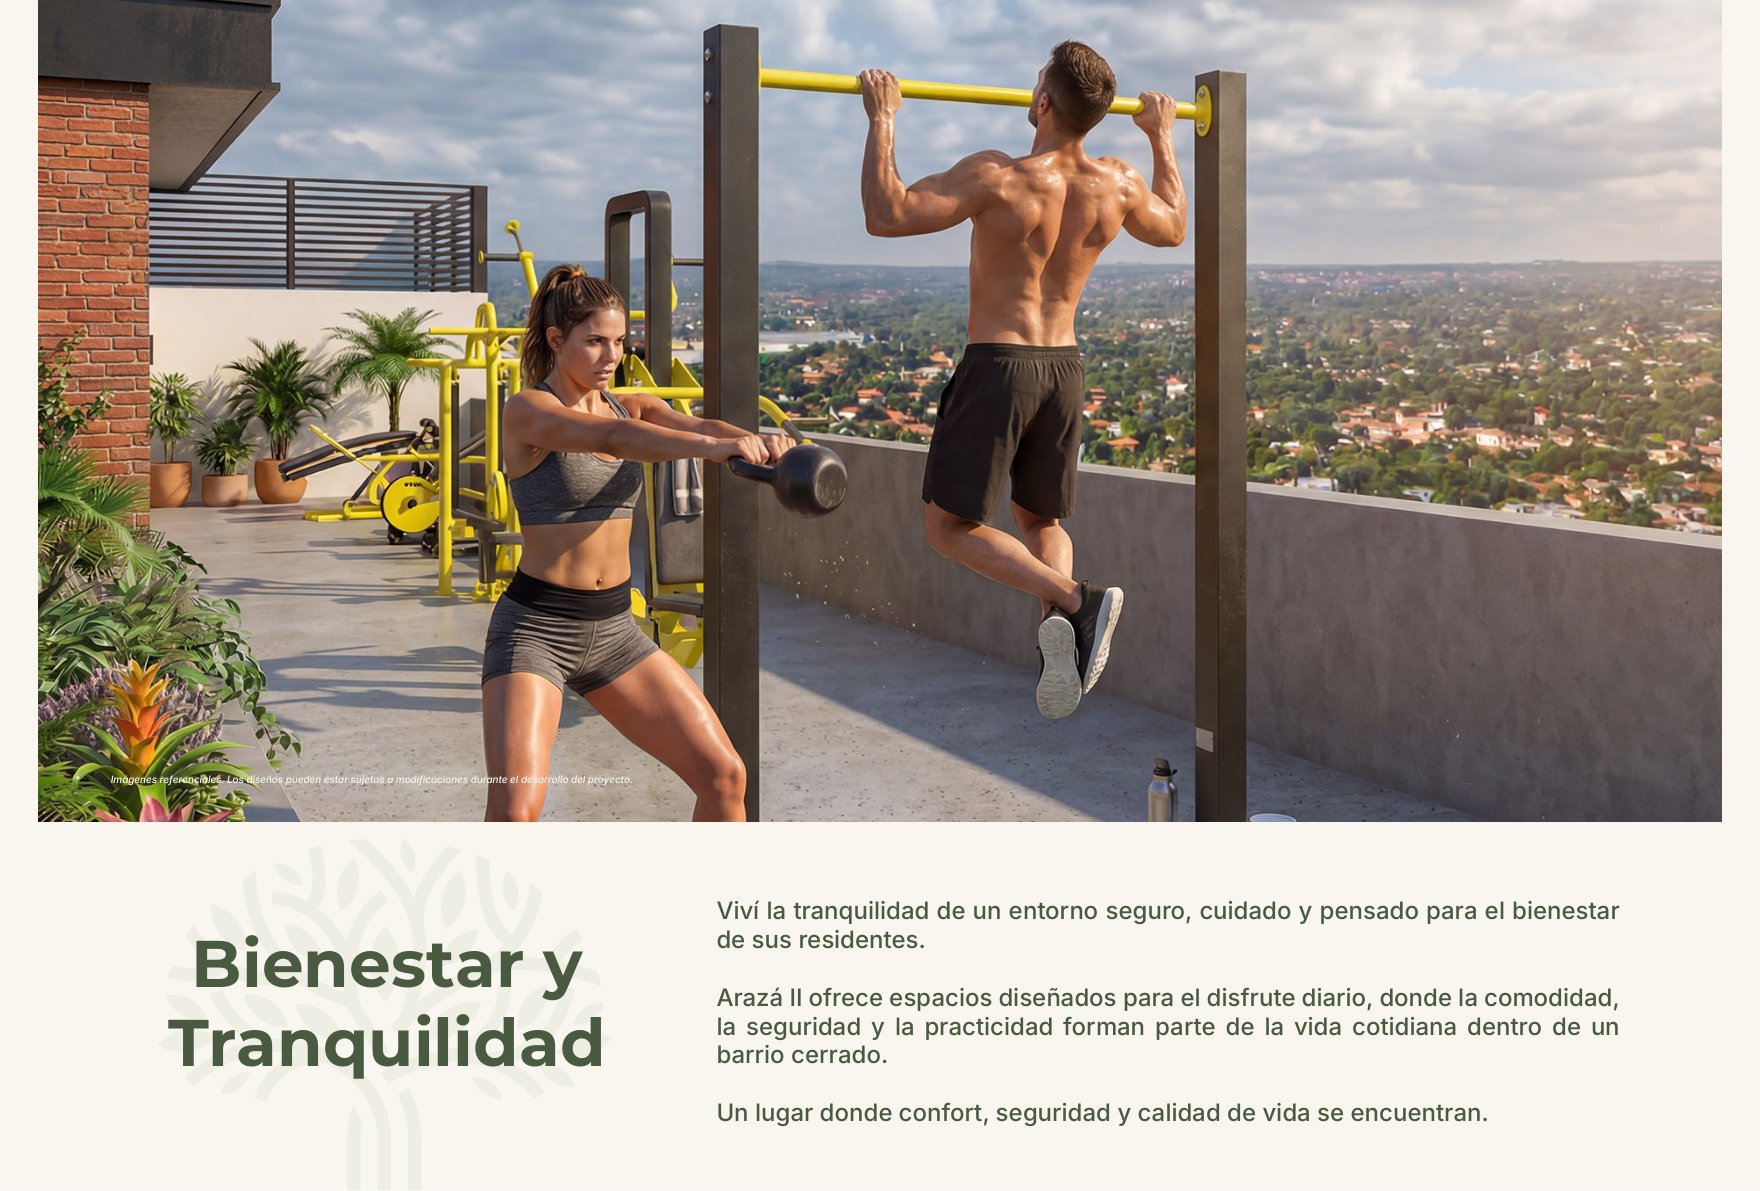 Imágenes referenciales. Los diseños pueden estar sujetos a modificaciones durante el desarrollo del proyecto.
Bienestar y
Tranquilidad
Viví la tranquilidad de un entorno seguro, cuidado y pensado para el bienestar
de sus residentes.
Arazá II ofrece espacios diseñados para el disfrute diario, donde la comodidad,
la seguridad y la practicidad forman parte de la vida cotidiana dentro de un
barrio cerrado.
Un lugar donde confort, seguridad y calidad de vida se encuentran.